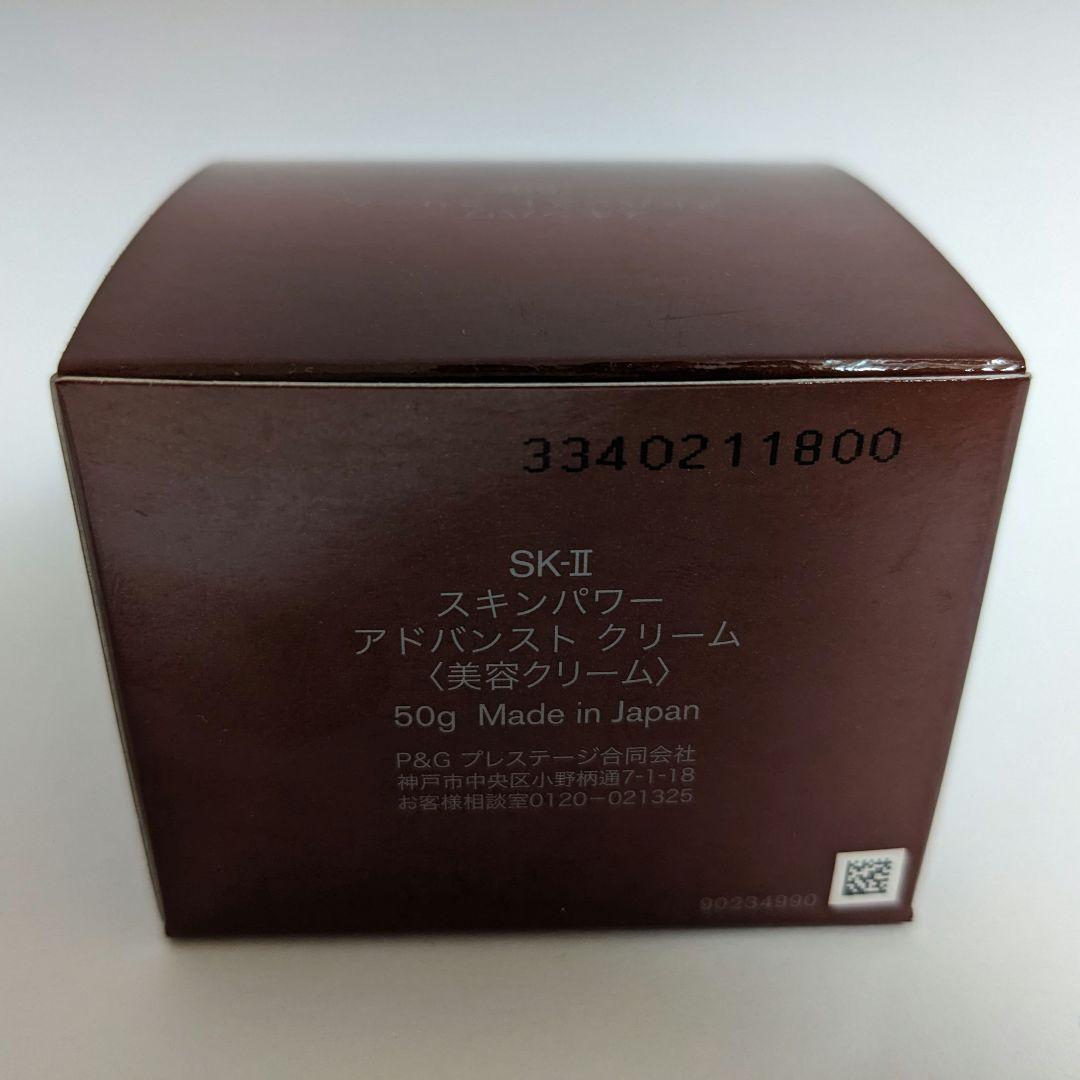 3340211800
SK-II
スキンパワー
アドバンスト クリーム
〈美容クリーム〉
50g Made in Japan
P&G プレステージ合同会社
神戸市中央区小野柄通7-1-18
お客様相談室0120-021325
90234990